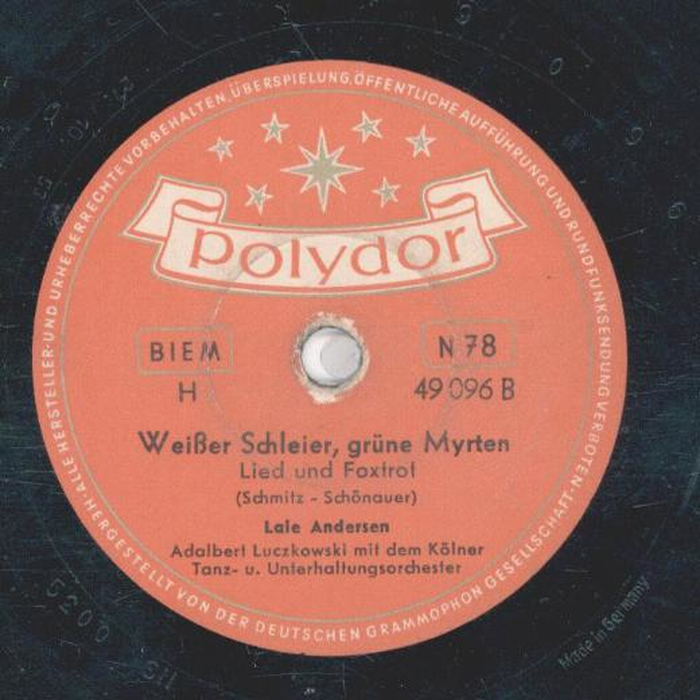 ALLE HERSTELLER- UND URHEBERRECHTE VORBEHALTEN, ÜBERSPIELUNG, ÖFFENTLICHE AUFFÜHRUNG UND RUNDFUNKSENDUNG VERBOTEN·
polydor
BIEM
N 78
H
49 096 B
Weißer Schleier, grüne Myrten
Lied und Foxtrot
(Schmitz - Schönauer)
Lale Andersen
Adalbert Luczkowski mit dem Kölner
Tanz- u. Unterhaltungsorchester
·HERGESTELLT VON DER DEUTSCHEN GRAMMOPHON GESELLSCHAFT·
Made in Germany